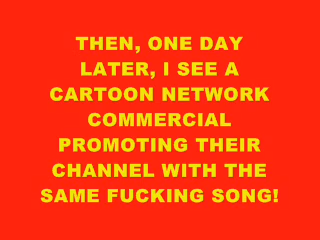 THEN, ONE DAY
LATER, I SEE A
CARTOON NETWORK
COMMERCIAL
PROMOTING THEIR
CHANNEL WITH THE
SAME FUCKING SONG!